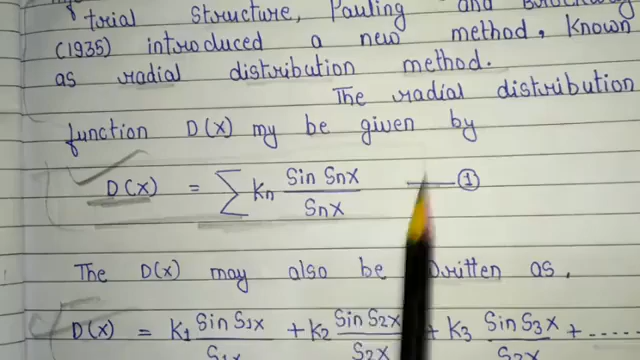 trial structure, Pauling and
(1935) introduced a new method, Known
as radial distribution method.
The radial distribution
function D(x) my be given by
D(x) = ∑ Kn Sin Snx / Snx —— ①
The D(x) may also be written as,
D(x) = K1 Sin S1x / S1x + K2 Sin S2x / S2x + K3 Sin S3x / S3x + ......